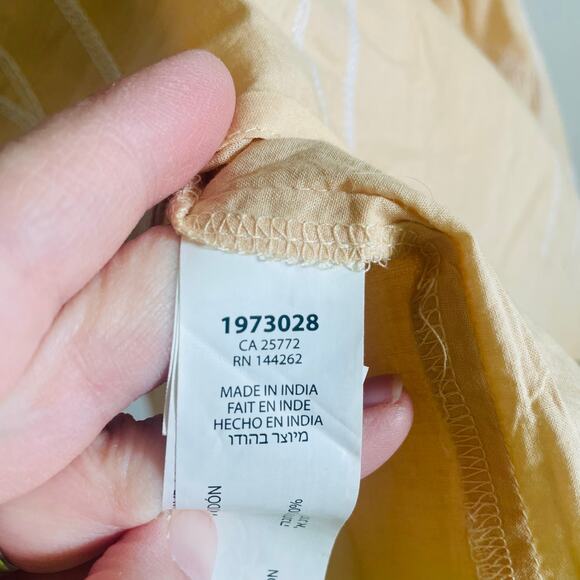 1973028
CA 25772
RN 144262
MADE IN INDIA
FAIT EN INDE
HECHO EN INDIA
מיוצר בהודו